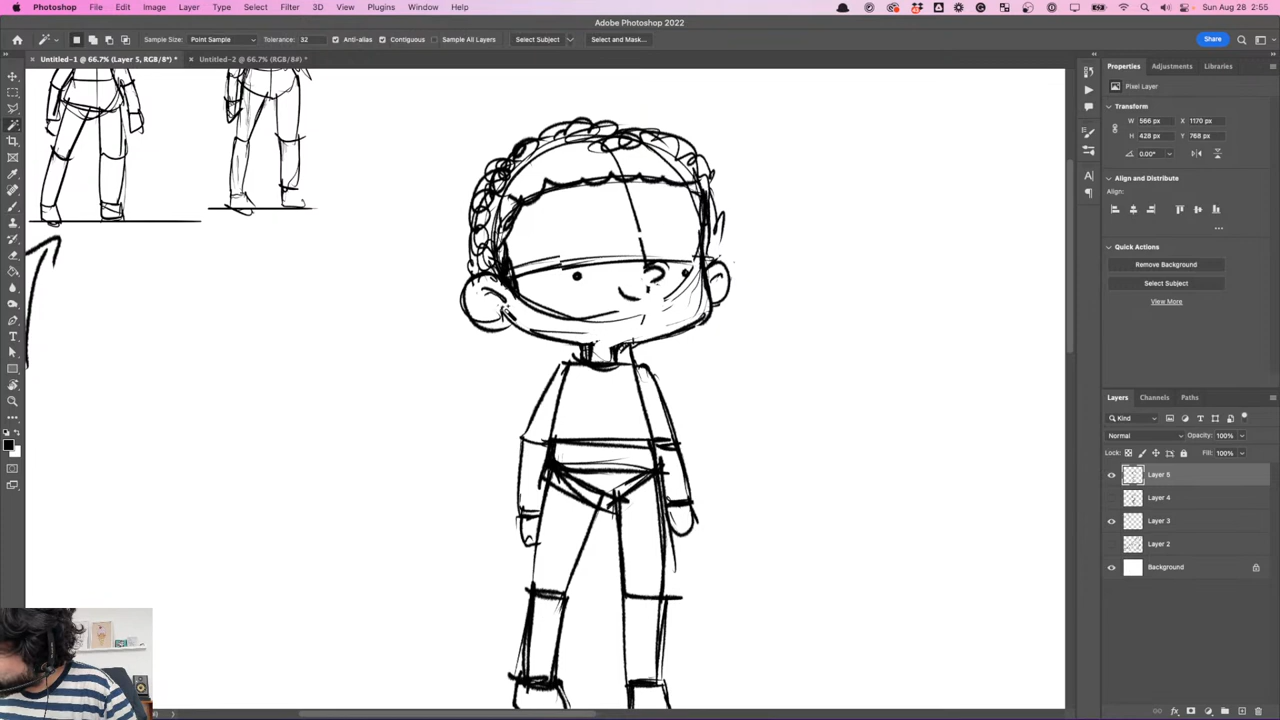 Photoshop File Edit Image Layer Type Select Filter 3D View Plugins Window Help Sun Aug 28 2:55
Adobe Photoshop 2022
Sample Size: Point Sample Tolerance: 32 Anti-alias Contiguous Sample All Layers Select Subject Select and Mask... Share
Untitled-1 @ 66.7% (Layer 5, RGB/8*) * Untitled-2 @ 66.7% (RGB/8#) *
Properties Adjustments Libraries
Pixel Layer
Transform
W 566 px X 1170 px
H 428 px Y 768 px
0.00°
Align and Distribute
Align:
Quick Actions
Remove Background
Select Subject
View More
Layers Channels Paths
Kind
Normal Opacity: 100%
Lock: Fill: 100%
Layer 5
Layer 4
Layer 3
Layer 2
Background